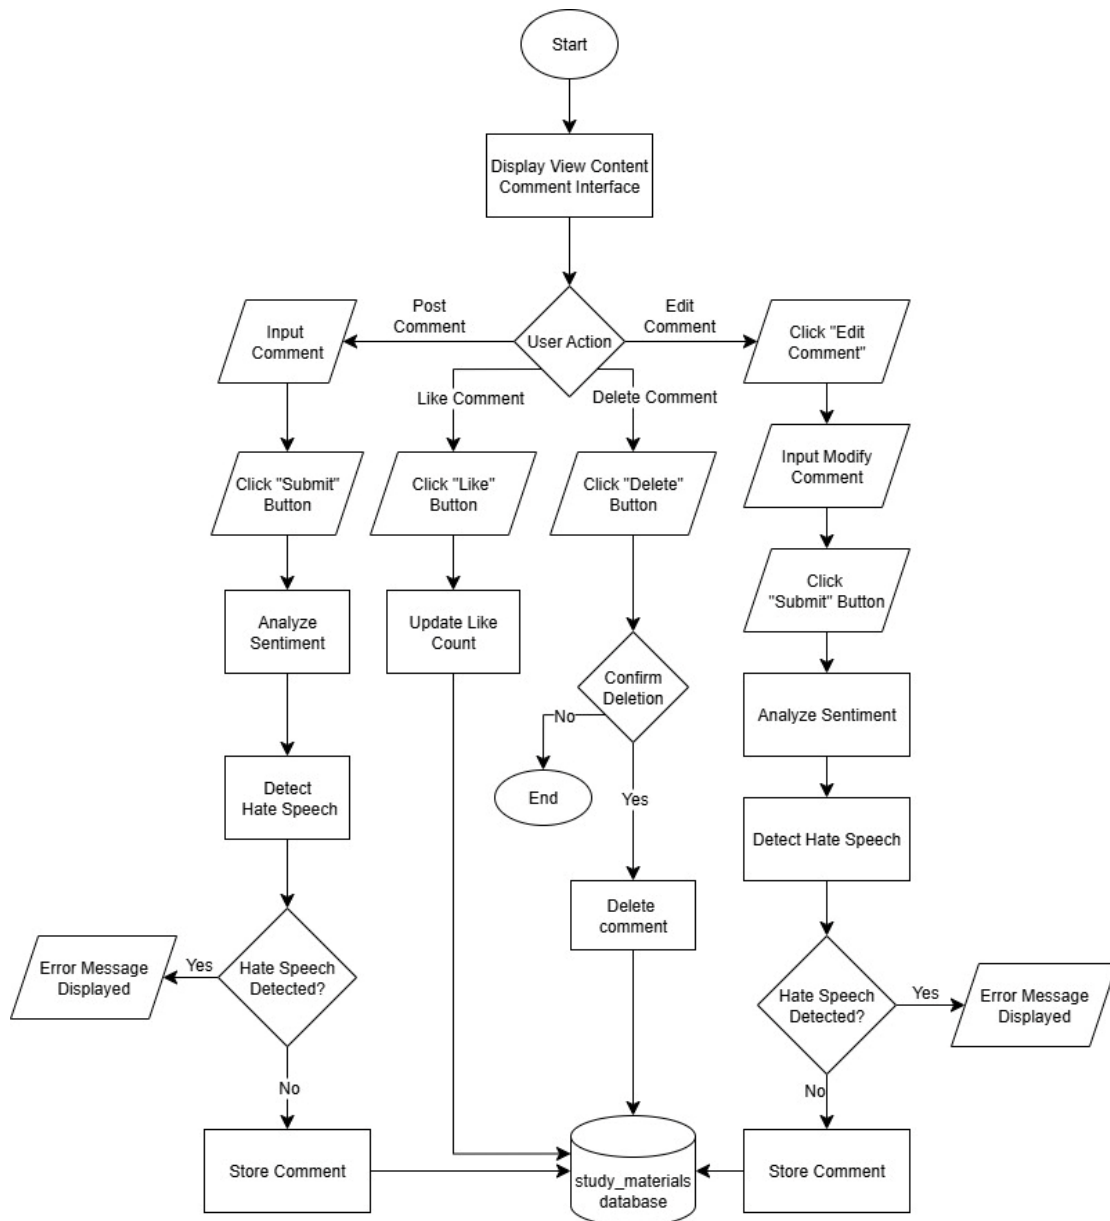 Start
Display View Content
Comment Interface
Post
Comment
Edit
Comment
Input
Comment
User Action
Click "Edit
Comment"
Like Comment
Delete Comment
Click "Submit"
Button
Click "Like"
Button
Click "Delete"
Button
Input Modify
Comment
Click
"Submit" Button
Analyze
Sentiment
Update Like
Count
Confirm
Deletion
Analyze Sentiment
No
End
Yes
Detect
Hate Speech
Detect Hate Speech
Delete
comment
Error Message
Displayed
Yes
Hate Speech
Detected?
Hate Speech
Detected?
Yes
Error Message
Displayed
No
No
Store Comment
study_materials
database
Store Comment